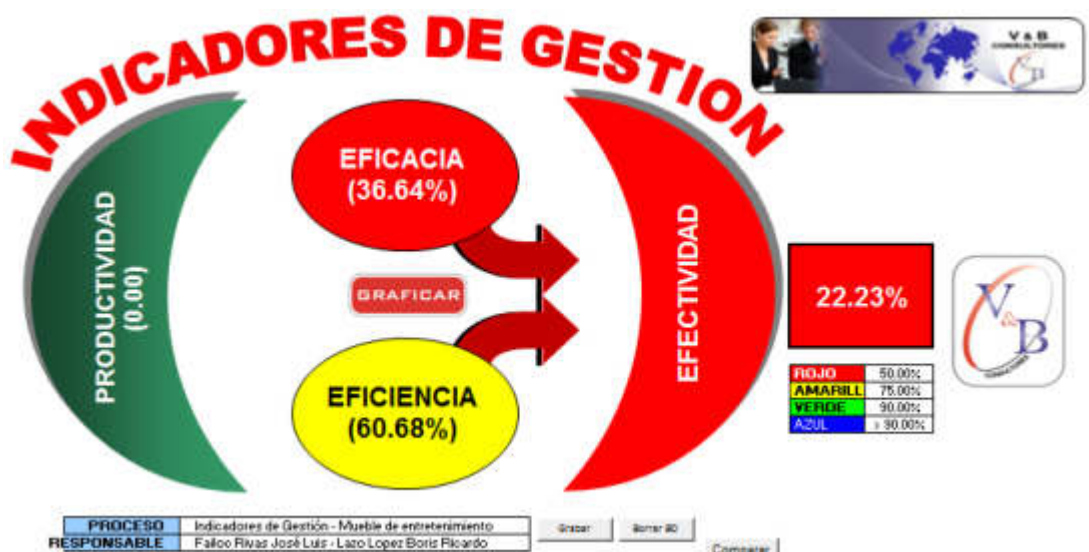 INDICADORES DE GESTION
V & B
CONSULTORES
V&B
EFICACIA
(36.64%)
PRODUCTIVIDAD
(0.00)
GRAFICAR
EFECTIVIDAD
22.23%
V&B
CONSULTORES
EFICIENCIA
(60.68%)
ROJO 50.00%
AMARILL 75.00%
VERDE 90.00%
AZUL > 90.00%
PROCESO Indicadores de Gestión - Mueble de entretenimiento
RESPONSABLE Failoc Rivas José Luis - Lazo Lopez Boris Ricardo
Grabar
Borrar BD
Comparar